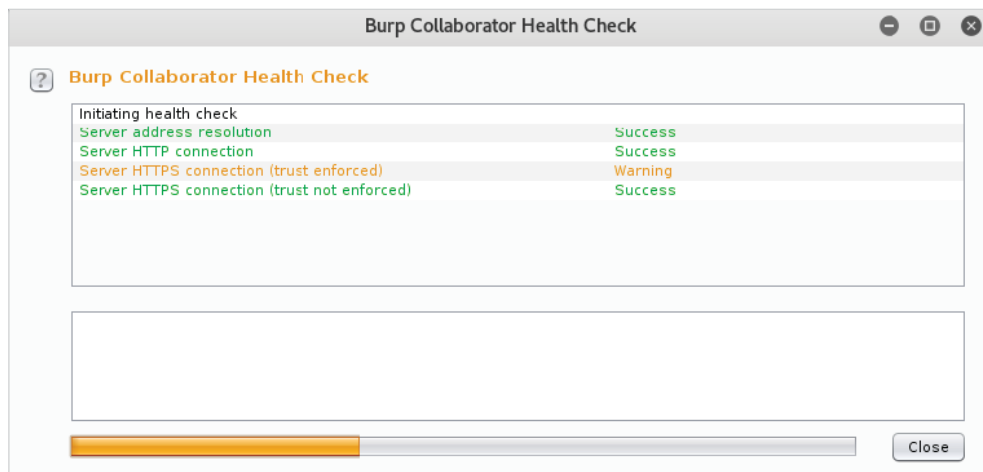 Burp Collaborator Health Check
?
Burp Collaborator Health Check
Initiating health check
Server address resolution Success
Server HTTP connection Success
Server HTTPS connection (trust enforced) Warning
Server HTTPS connection (trust not enforced) Success
Close